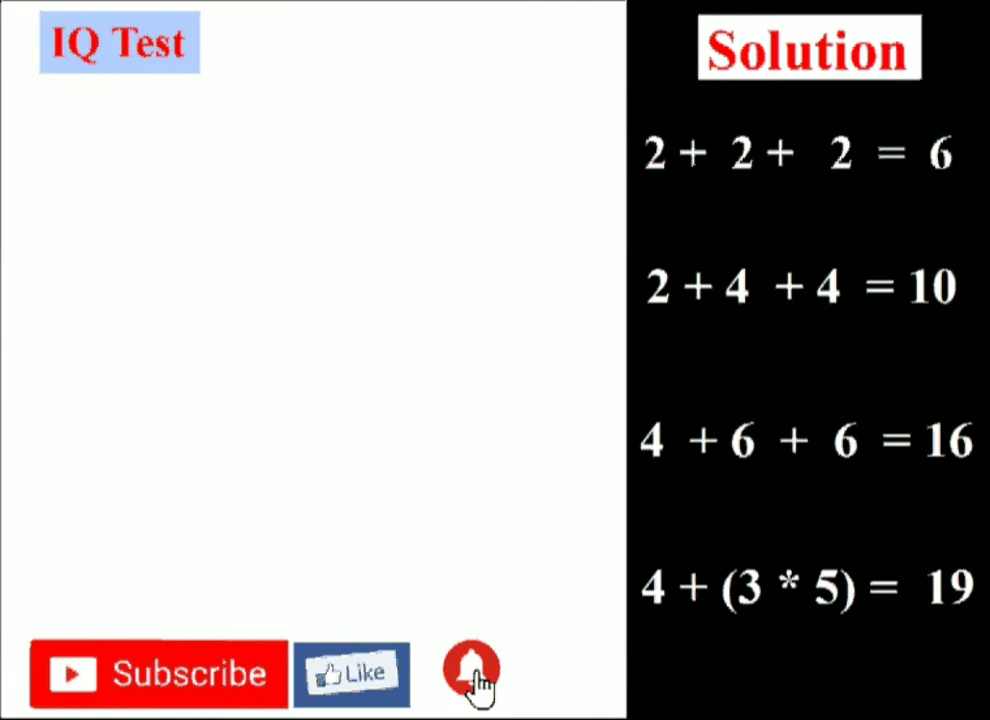 IQ Test
Solution
2 + 2 + 2 = 6
2 + 4 + 4 = 10
4 + 6 + 6 = 16
4 + (3 * 5) = 19
Subscribe
Like